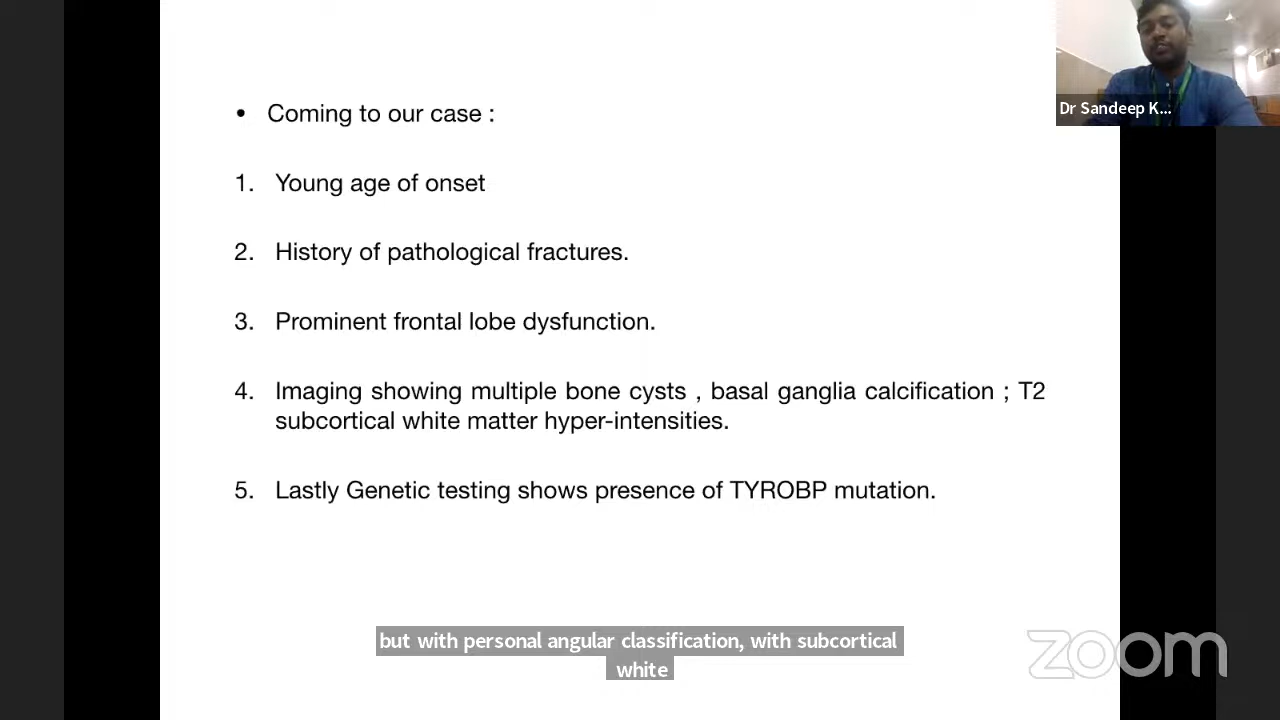 • Coming to our case :
Dr Sandeep K...
1. Young age of onset
2. History of pathological fractures.
3. Prominent frontal lobe dysfunction.
4. Imaging showing multiple bone cysts , basal ganglia calcification ; T2
subcortical white matter hyper-intensities.
5. Lastly Genetic testing shows presence of TYROBP mutation.
but with personal angular classification, with subcortical
white
zoom